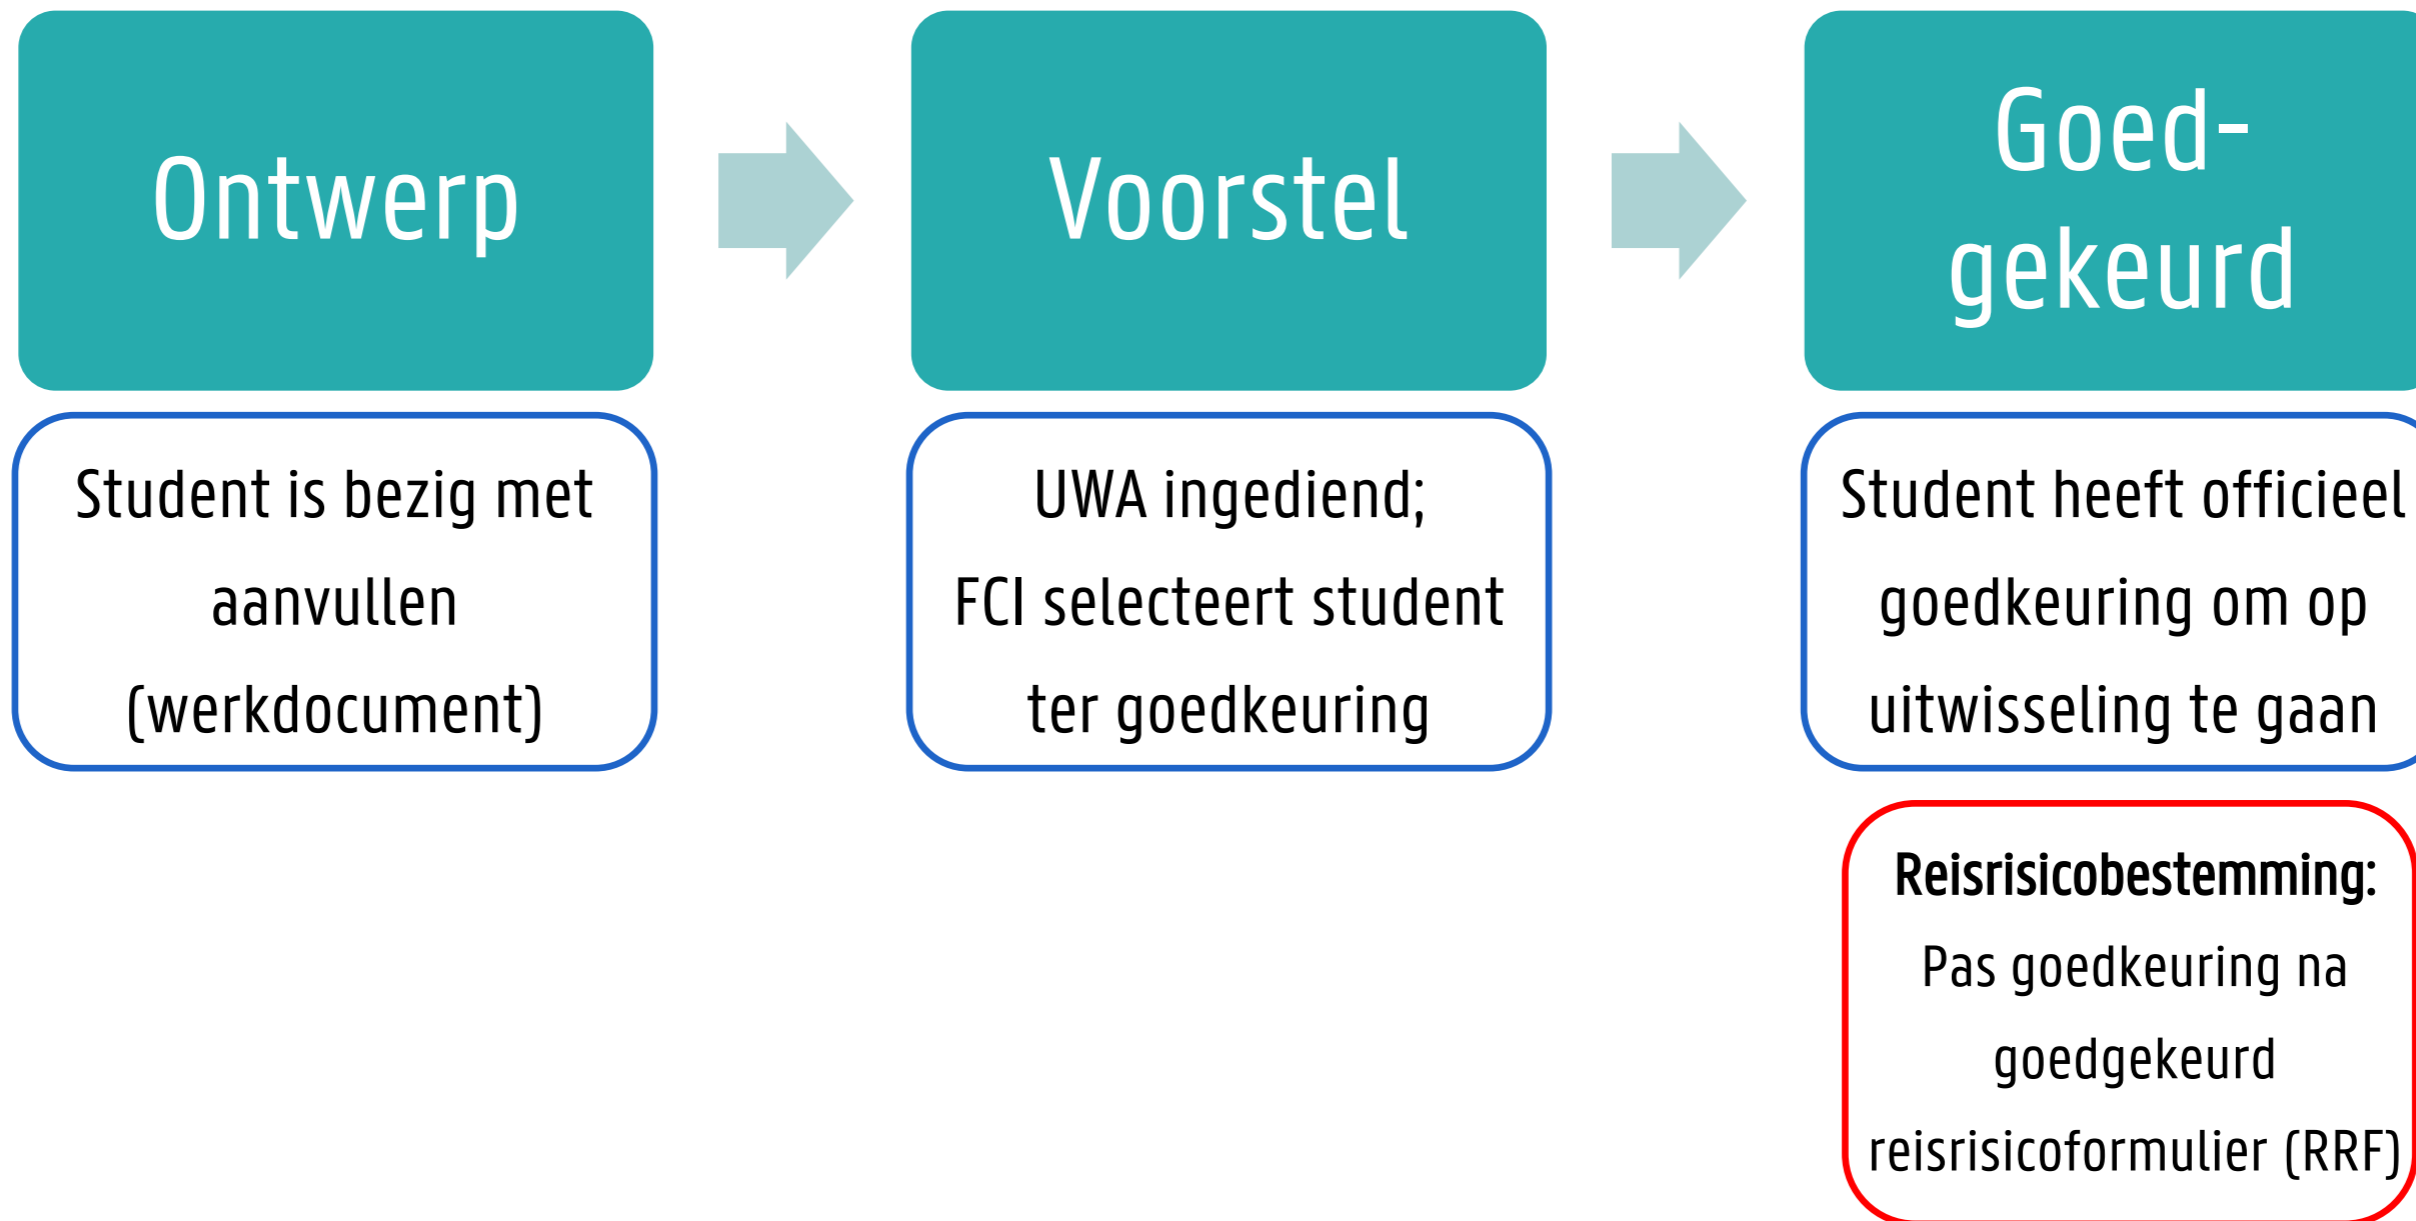 Ontwerp
Voorstel
Goed-
gekeurd
Student is bezig met
aanvullen
(werkdocument)
UWA ingediend;
FCI selecteert student
ter goedkeuring
Student heeft officieel
goedkeuring om op
uitwisseling te gaan
Reisrisicobestemming:
Pas goedkeuring na
goedgekeurd
reisrisicoformulier (RRF)